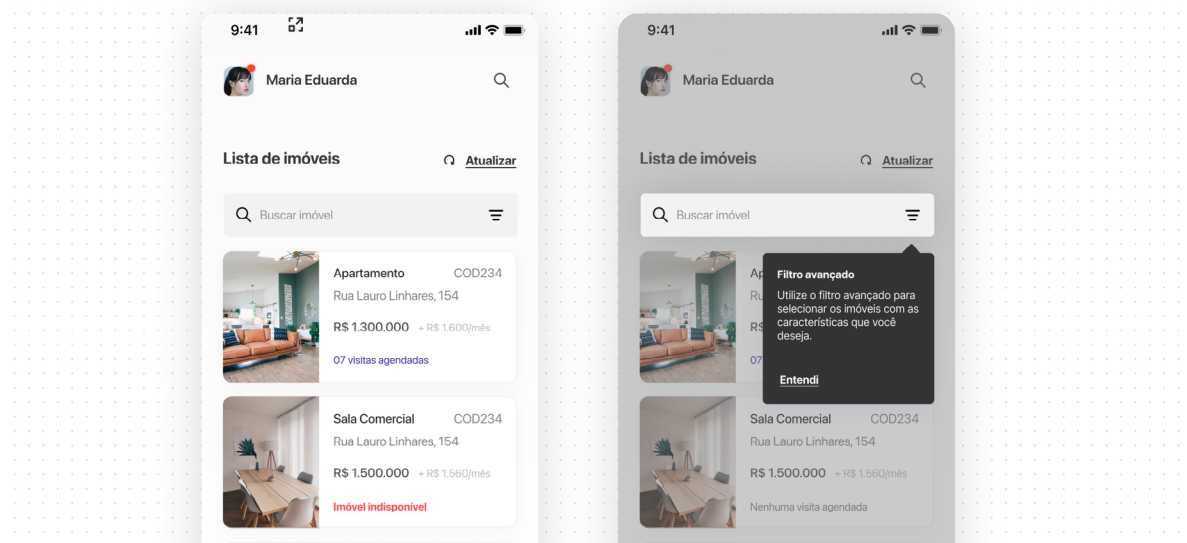 9:41
Maria Eduarda
Lista de imóveis
Atualizar
Buscar imóvel
Apartamento COD234
Rua Lauro Linhares, 154
R$ 1.300.000 + R$ 1.600/mês
07 visitas agendadas
Sala Comercial COD234
Rua Lauro Linhares, 154
R$ 1.500.000 + R$ 1.560/mês
Imóvel indisponível
9:41
Maria Eduarda
Lista de imóveis
Atualizar
Buscar imóvel
Ap
Ru
R$
07
Filtro avançado
Utilize o filtro avançado para
selecionar os imóveis com as
características que você
deseja.
Entendi
Sala Comercial COD234
Rua Lauro Linhares, 154
R$ 1.500.000 + R$ 1.560/mês
Nenhuma visita agendada